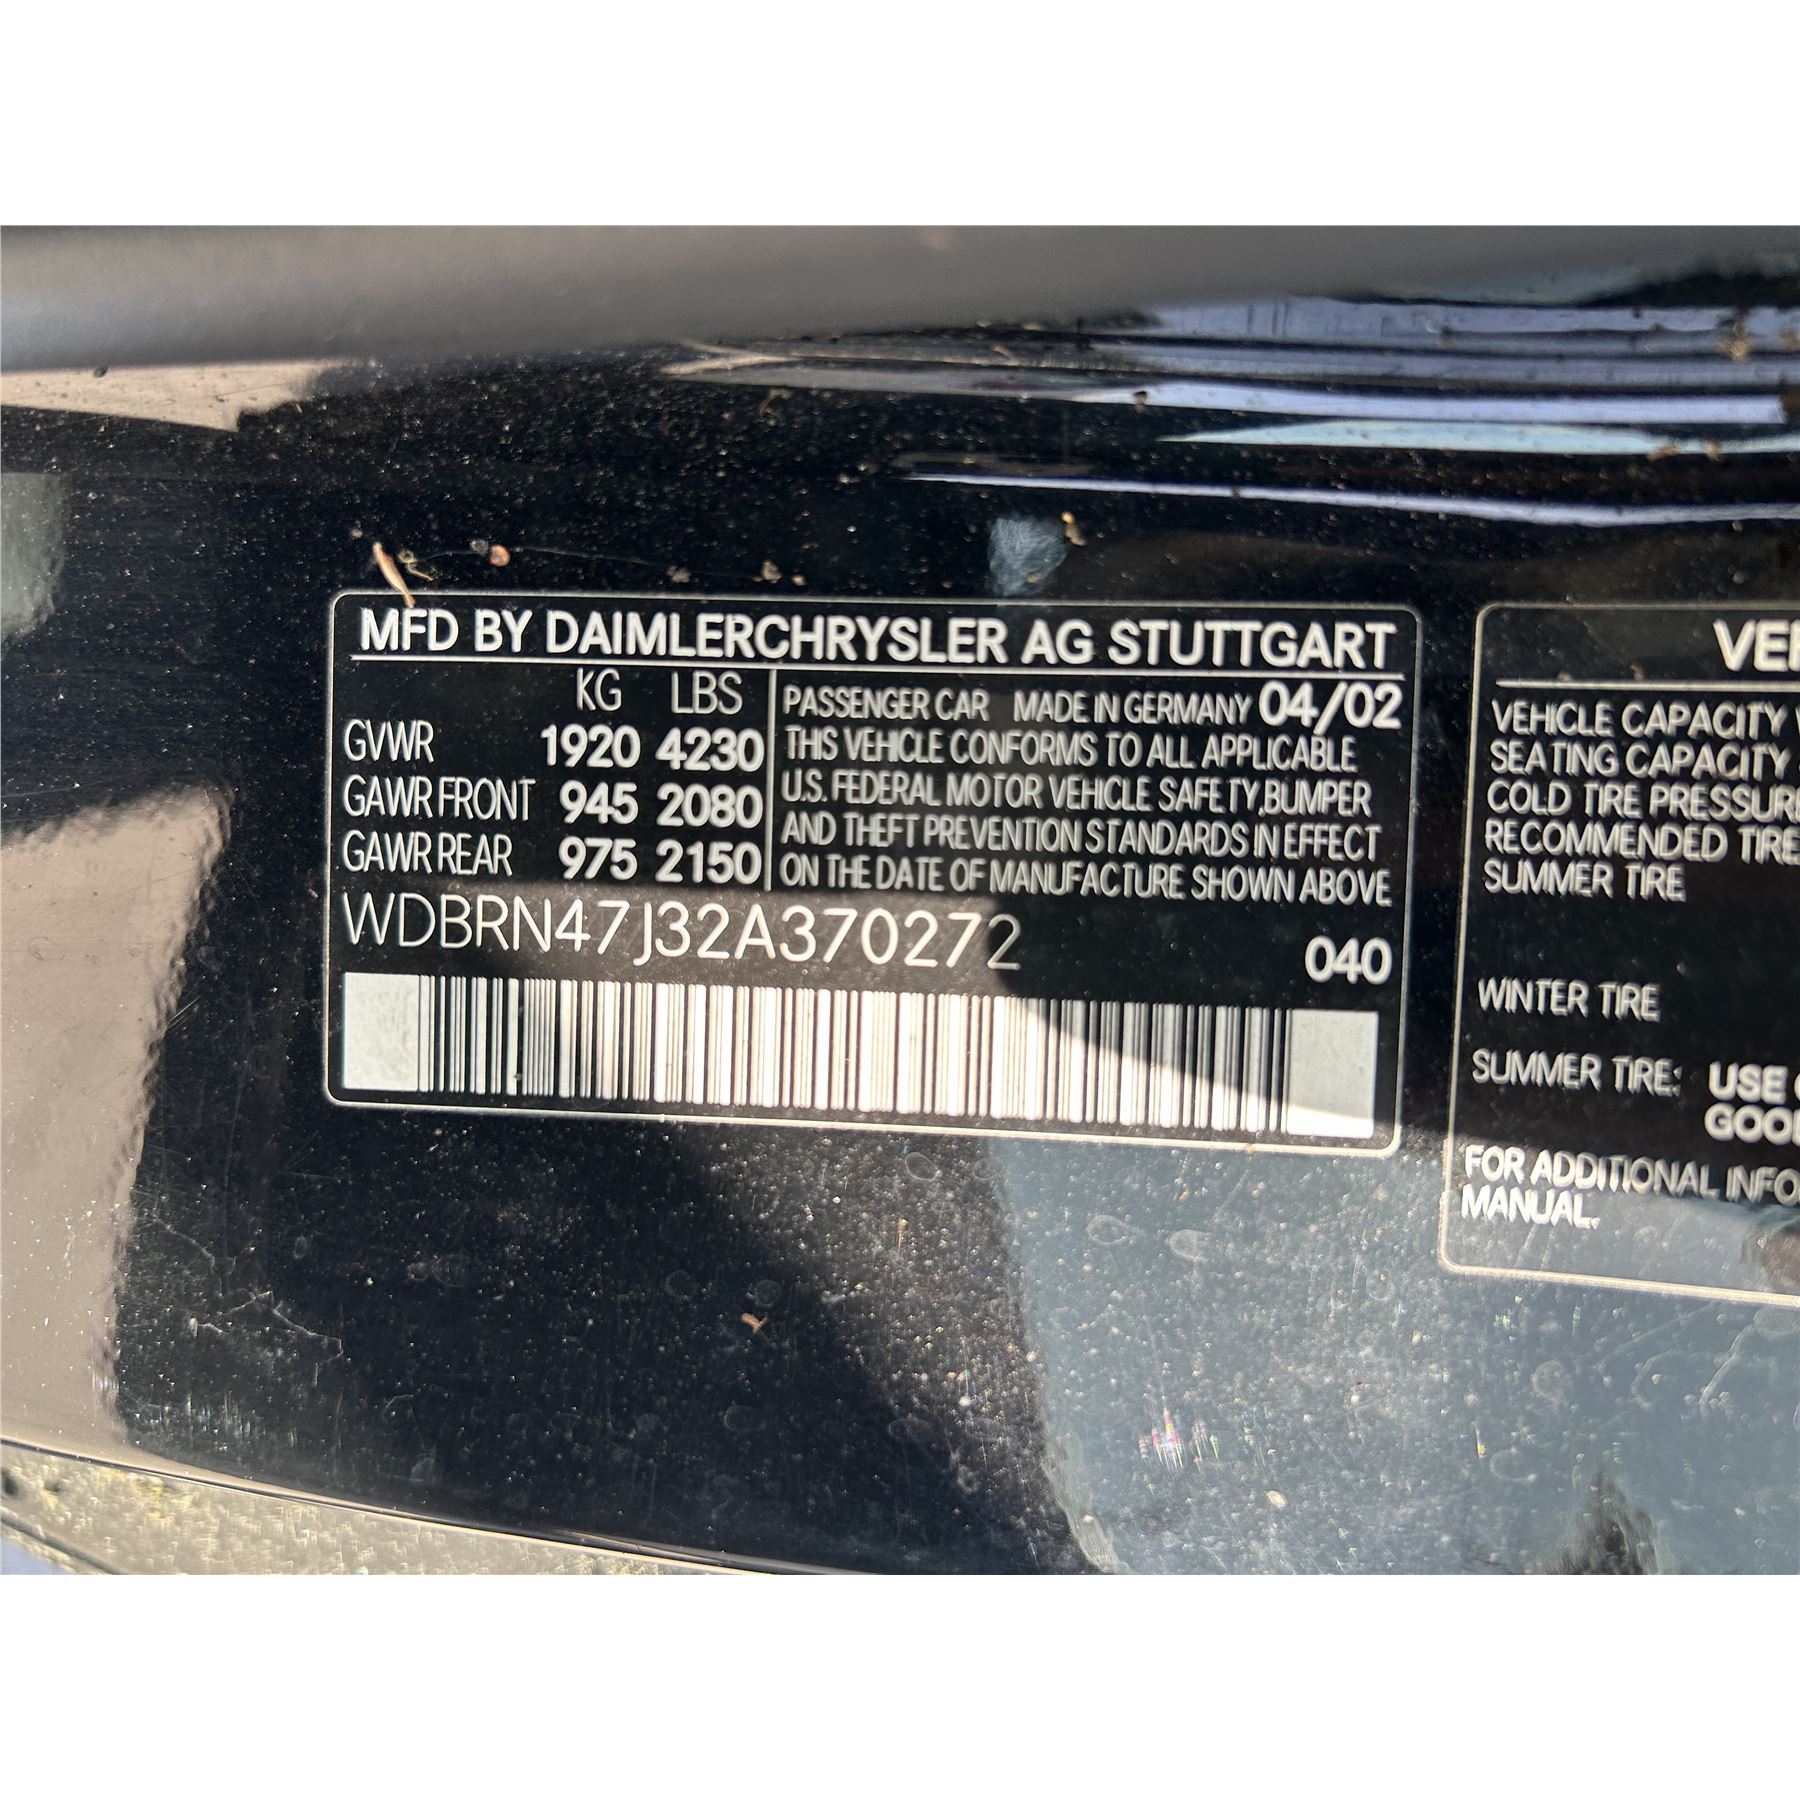 MFD BY DAIMLERCHRYSLER AG STUTTGART
KG LBS
GVWR 1920 4230
GAWR FRONT 945 2080
GAWR REAR 975 2150
PASSENGER CAR MADE IN GERMANY 04/02
THIS VEHICLE CONFORMS TO ALL APPLICABLE
U.S. FEDERAL MOTOR VEHICLE SAFETY, BUMPER
AND THEFT PREVENTION STANDARDS IN EFFECT
ON THE DATE OF MANUFACTURE SHOWN ABOVE
WDBRN47J32A370272
040
VEHICLE CAPACITY
SEATING CAPACITY
COLD TIRE
RECOMMENDED TIRE
SUMMER TIRE
WINTER TIRE
SUMMER TIRE: USE
FOR ADDITIONAL
MANUAL.